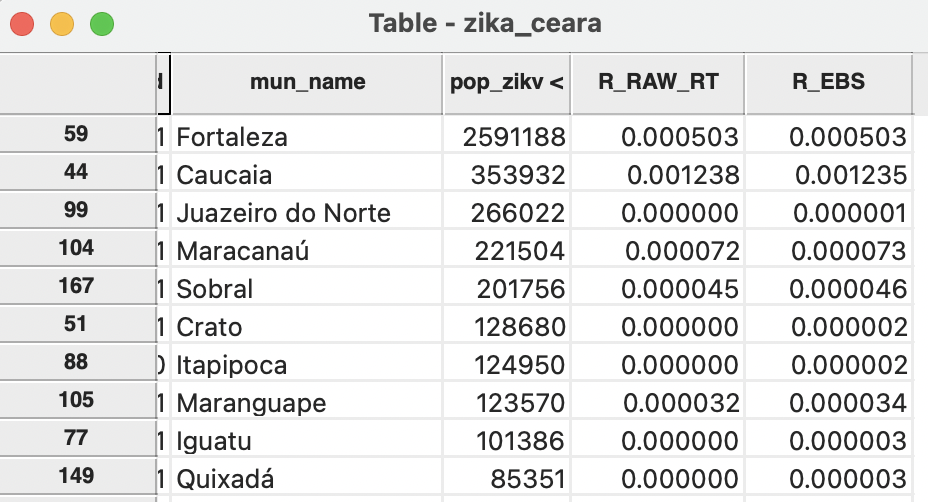 Table - zika_ceara
mun_name pop_zikv < R_RAW_RT R_EBS
59 1 Fortaleza 2591188 0.000503 0.000503
44 1 Caucaia 353932 0.001238 0.001235
99 1 Juazeiro do Norte 266022 0.000000 0.000001
104 1 Maracanaú 221504 0.000072 0.000073
167 1 Sobral 201756 0.000045 0.000046
51 1 Crato 128680 0.000000 0.000002
88 Itapipoca 124950 0.000000 0.000002
105 1 Maranguape 123570 0.000032 0.000034
77 1 Iguatu 101386 0.000000 0.000003
149 1 Quixadá 85351 0.000000 0.000003